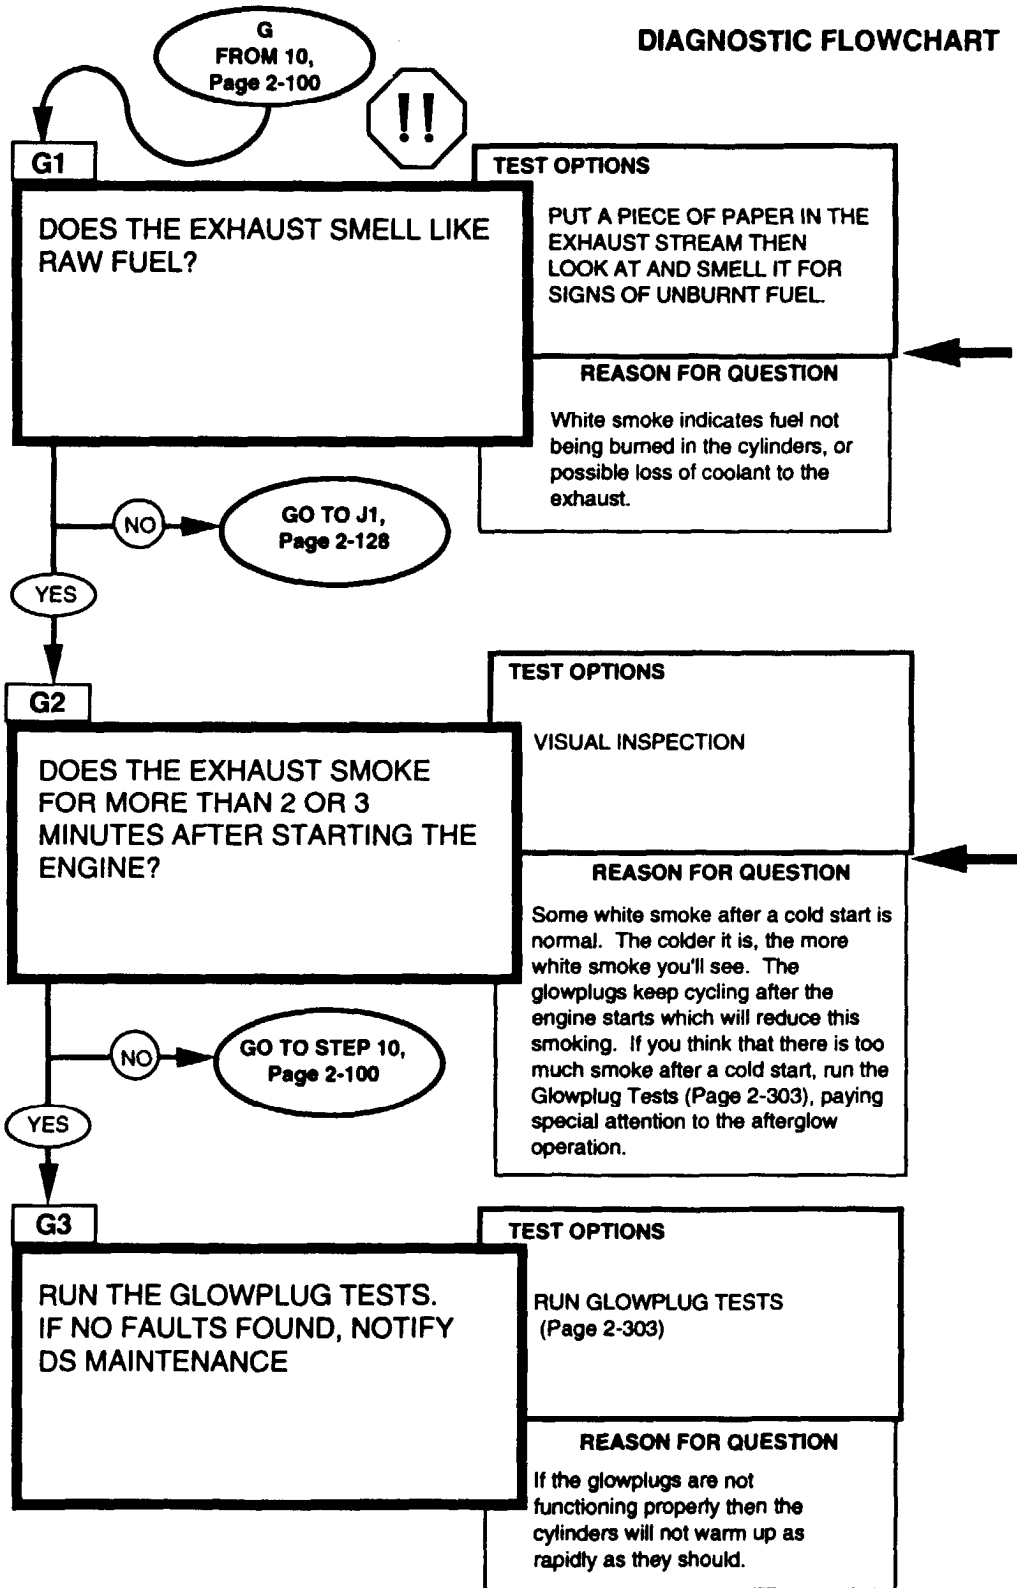 DIAGNOSTIC FLOWCHART
G
FROM 10,
Page 2-100
!!
G1
DOES THE EXHAUST SMELL LIKE
RAW FUEL?
TEST OPTIONS
PUT A PIECE OF PAPER IN THE
EXHAUST STREAM THEN
LOOK AT AND SMELL IT FOR
SIGNS OF UNBURNT FUEL.
REASON FOR QUESTION
White smoke indicates fuel not
being burned in the cylinders, or
possible loss of coolant to the
exhaust.
NO
GO TO J1,
Page 2-128
YES
G2
DOES THE EXHAUST SMOKE
FOR MORE THAN 2 OR 3
MINUTES AFTER STARTING THE
ENGINE?
TEST OPTIONS
VISUAL INSPECTION
REASON FOR QUESTION
Some white smoke after a cold start is
normal. The colder it is, the more
white smoke you'll see. The
glowplugs keep cycling after the
engine starts which will reduce this
smoking. If you think that there is too
much smoke after a cold start, run the
Glowplug Tests (Page 2-303), paying
special attention to the afterglow
operation.
NO
GO TO STEP 10,
Page 2-100
YES
G3
RUN THE GLOWPLUG TESTS.
IF NO FAULTS FOUND, NOTIFY
DS MAINTENANCE
TEST OPTIONS
RUN GLOWPLUG TESTS
(Page 2-303)
REASON FOR QUESTION
If the glowplugs are not
functioning properly then the
cylinders will not warm up as
rapidly as they should.